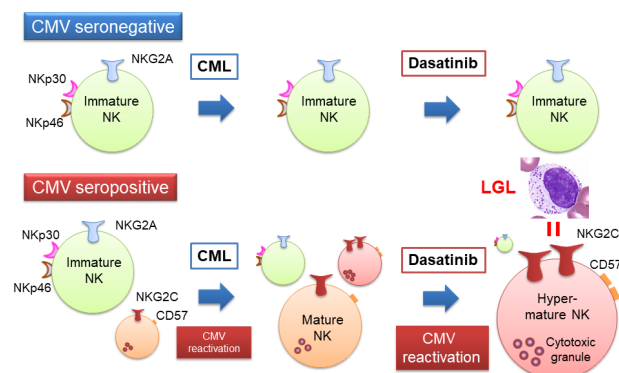 CMV seronegative
NKG2A
NKp30
NKp46
Immature
NK
CML
Immature
NK
Dasatinib
Immature
NK
CMV seropositive
LGL
NKG2A
NKp30
NKp46
Immature
NK
NKG2C
CD57
CML
CMV
reactivation
Mature
NK
Dasatinib
CMV
reactivation
NKG2C
CD57
Hyper-
mature NK
Cytotoxic
granule